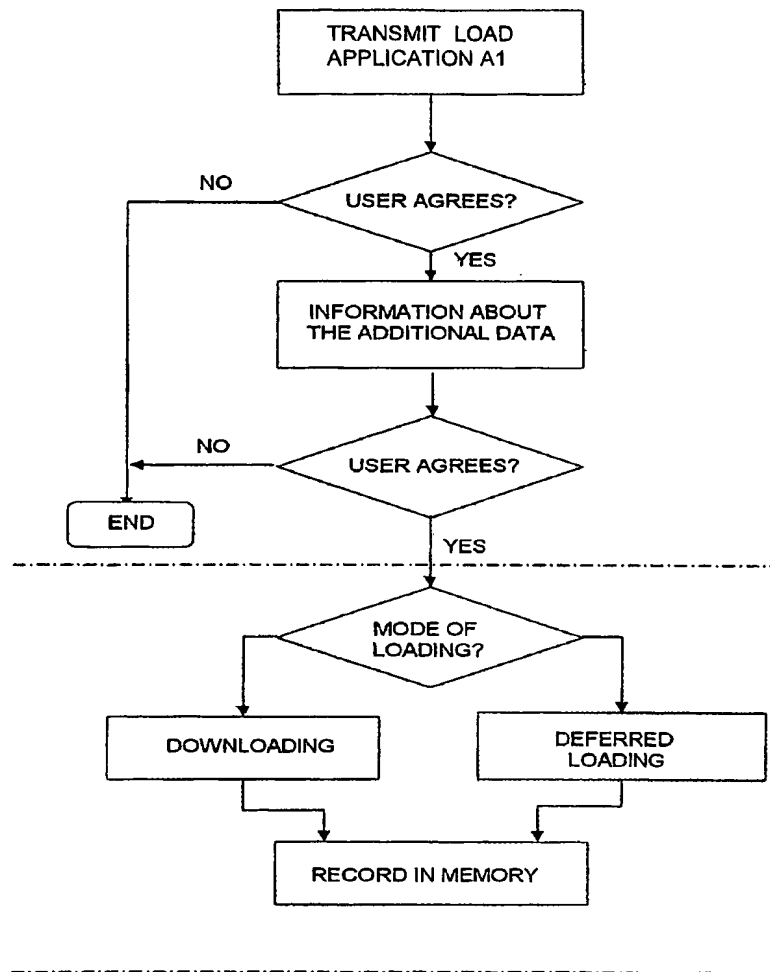 TRANSMIT LOAD
APPLICATION A1
NO
USER AGREES?
YES
INFORMATION ABOUT
THE ADDITIONAL DATA
NO
USER AGREES?
END
YES
MODE OF
LOADING?
DOWNLOADING
DEFERRED
LOADING
RECORD IN MEMORY